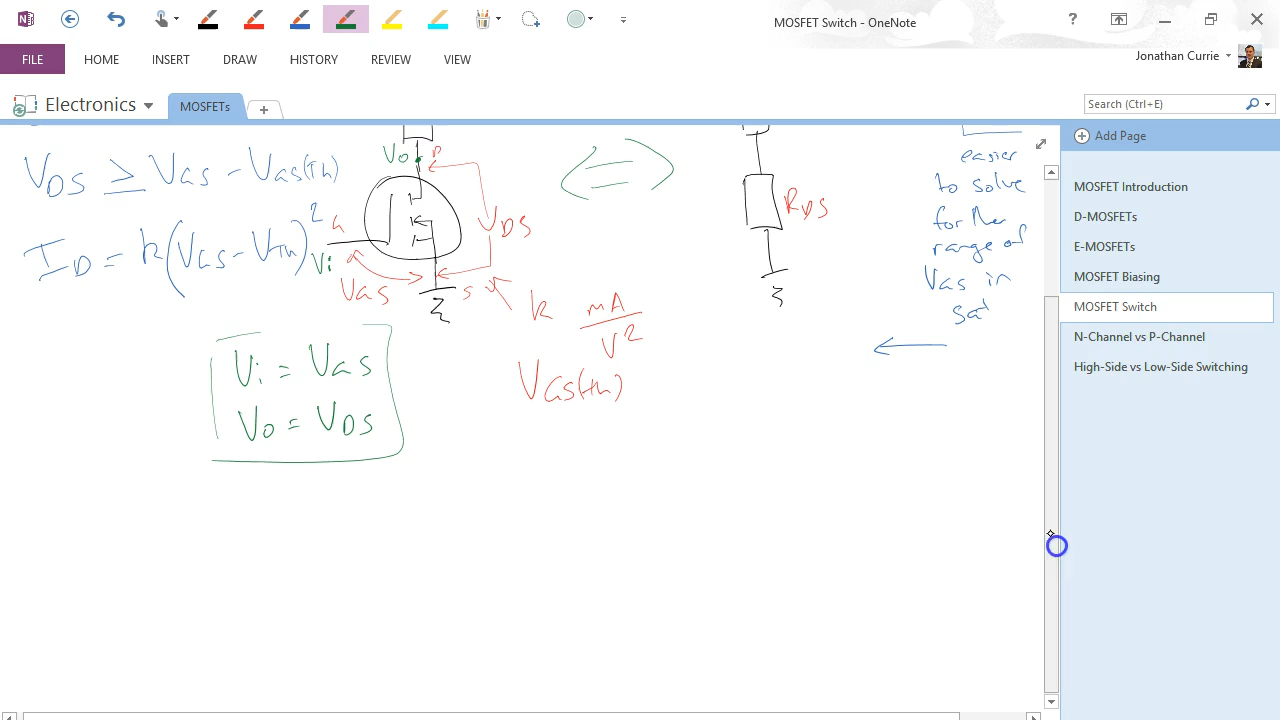 MOSFET Switch - OneNote
FILE
HOME
INSERT
DRAW
HISTORY
REVIEW
VIEW
Jonathan Currie
Electronics
MOSFETs
Search (Ctrl+E)
Add Page
MOSFET Introduction
D-MOSFETs
E-MOSFETs
MOSFET Biasing
MOSFET Switch
N-Channel vs P-Channel
High-Side vs Low-Side Switching
VDS ≥ VGS - VGS(th)
ID = k(VGS - VTH)²
Vo
D
G
Vi
VGS
VDS
S
k mA/V²
VGS(th)
Vi = VGS
Vo = VDS
RDS
easier
to solve
for the
range of
VGS in
sat